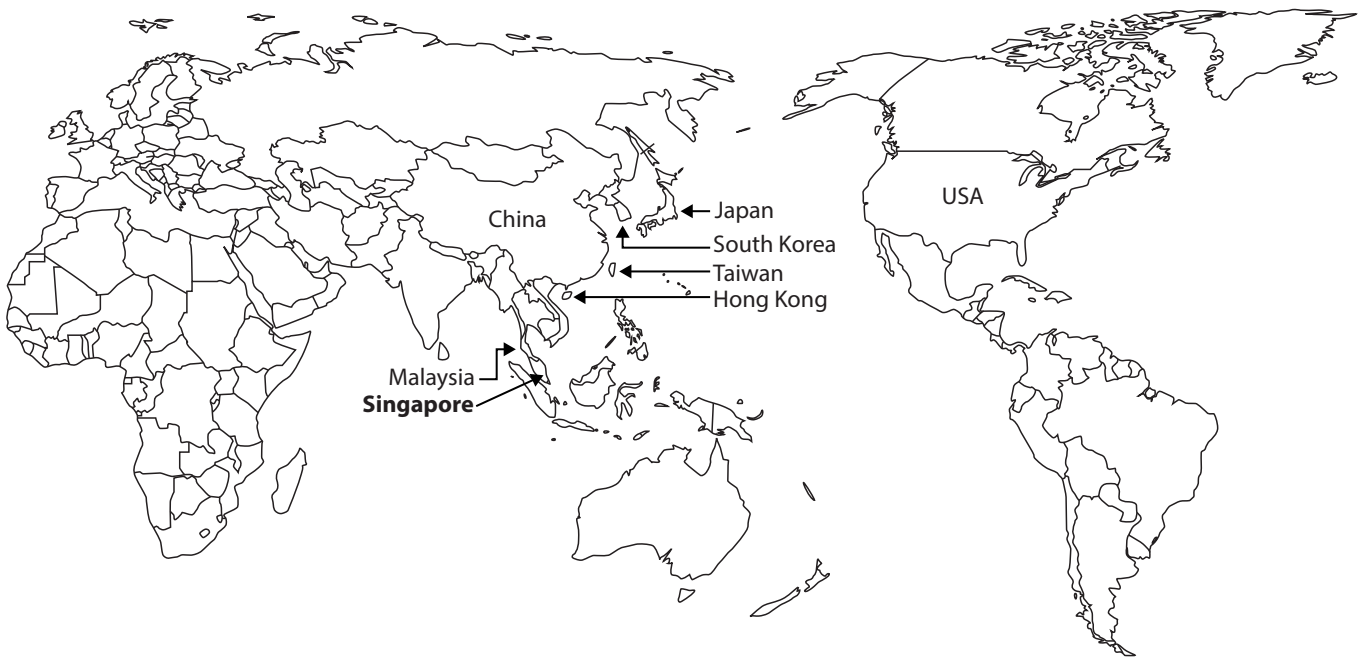 China
USA
Japan
South Korea
Taiwan
Hong Kong
Malaysia
Singapore